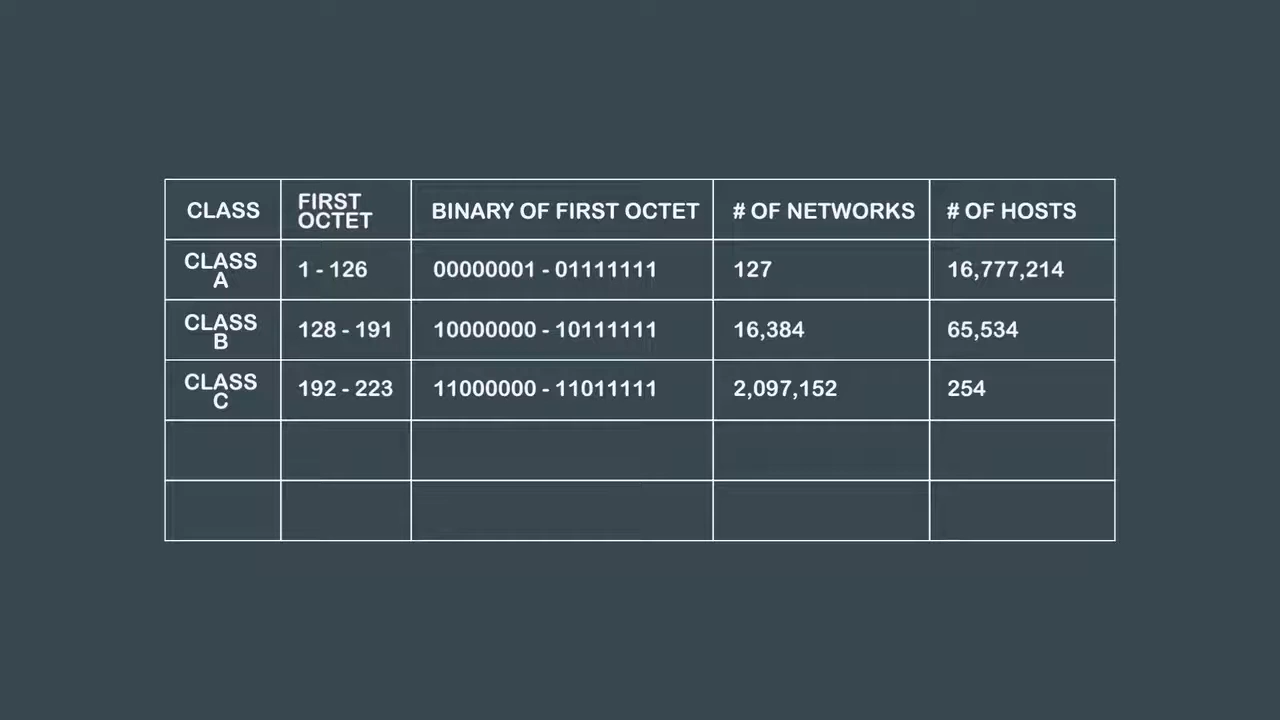 CLASS
FIRST
OCTET
BINARY OF FIRST OCTET
# OF NETWORKS
# OF HOSTS
CLASS
A
1 - 126
00000001 - 01111111
127
16,777,214
CLASS
B
128 - 191
10000000 - 10111111
16,384
65,534
CLASS
C
192 - 223
11000000 - 11011111
2,097,152
254